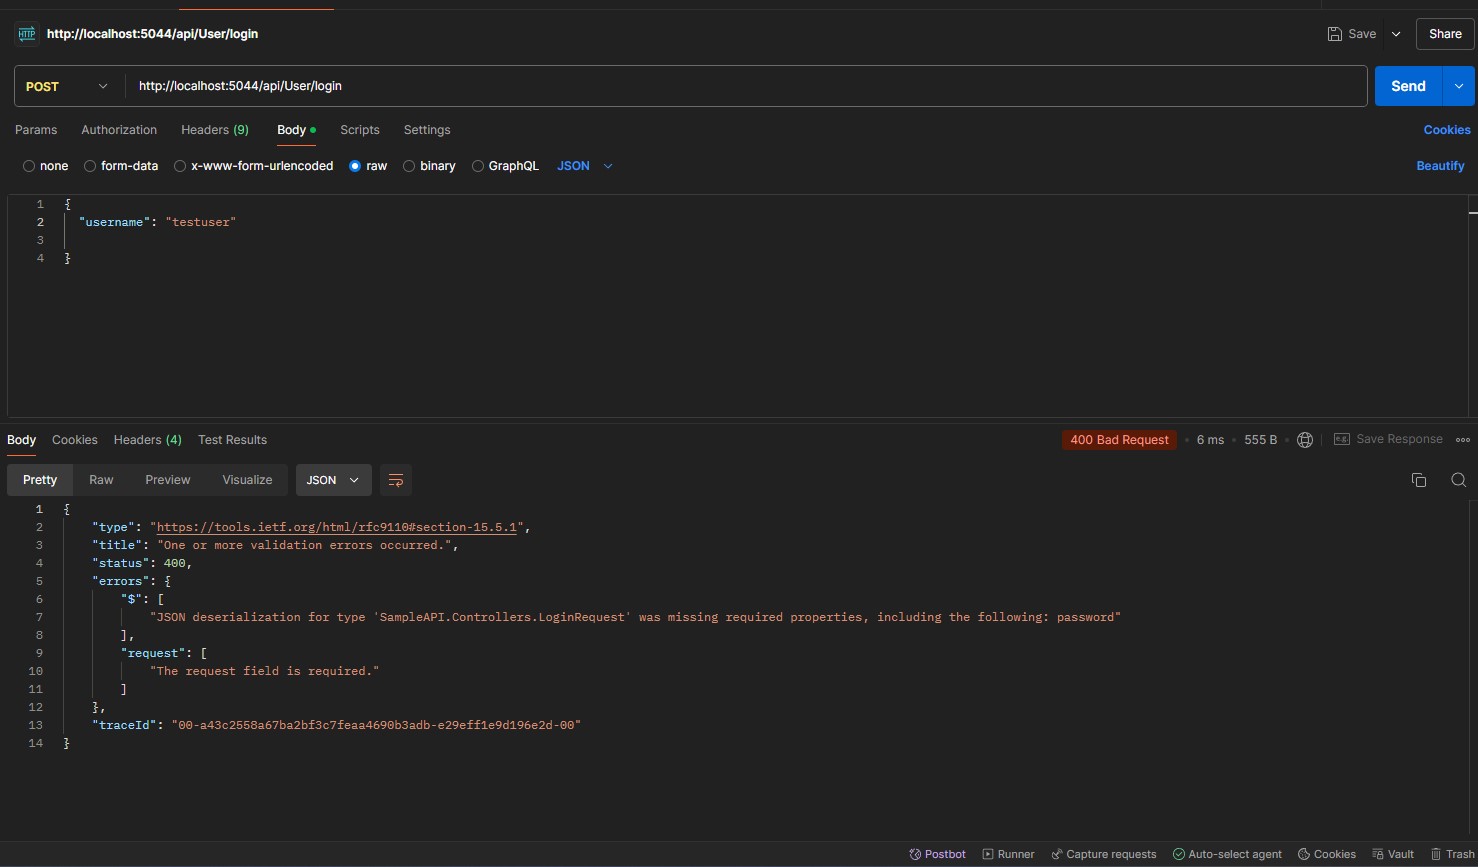 HTTP http://localhost:5044/api/User/login Save Share
POST http://localhost:5044/api/User/login Send
Params Authorization Headers (9) Body Scripts Settings Cookies
none form-data x-www-form-urlencoded raw binary GraphQL JSON Beautify
1 {
2 "username": "testuser"
3
4 }
Body Cookies Headers (4) Test Results 400 Bad Request 6 ms 555 B e.g. Save Response
Pretty Raw Preview Visualize JSON
1 {
2 "type": "https://tools.ietf.org/html/rfc9110#section-15.5.1",
3 "title": "One or more validation errors occurred.",
4 "status": 400,
5 "errors": {
6 "$": [
7 "JSON deserialization for type 'SampleAPI.Controllers.LoginRequest' was missing required properties, including the following: password"
8 ],
9 "request": [
10 "The request field is required."
11 ]
12 },
13 "traceId": "00-a43c2558a67ba2bf3c7feaa4690b3adb-e29eff1e9d196e2d-00"
14 }
Postbot Runner Capture requests Auto-select agent Cookies Vault Trash